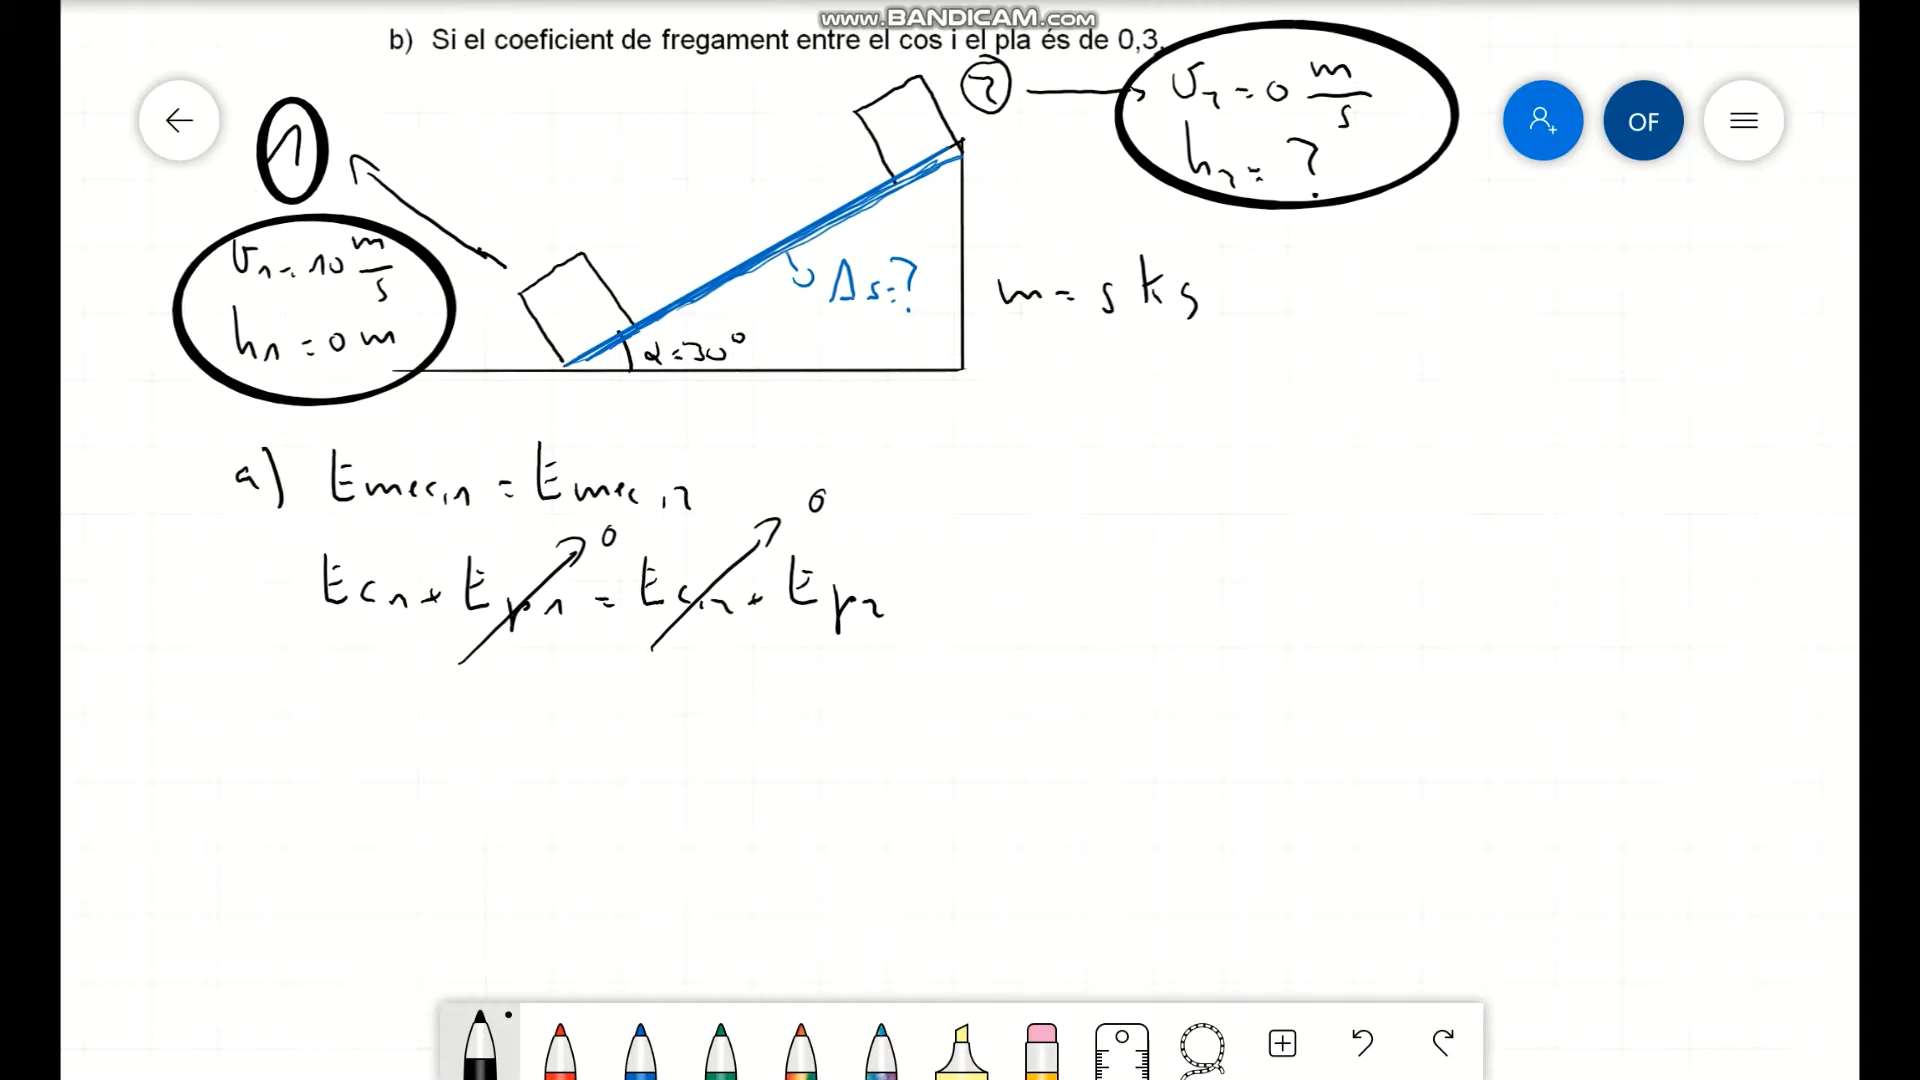 www.BANDICAM.com
b) Si el coeficient de fregament entre el cos i el pla és de 0,3.
1
2
v₂ = 0 m/s
h₂ = ?
OF
v₁ = 10 m/s
h₁ = 0 m
Δs = ?
m = 5 kg
α = 30°
a) Emec,1 = Emec,2
Ec1 + Ep1 0 = Ec,2 0 + Ep2